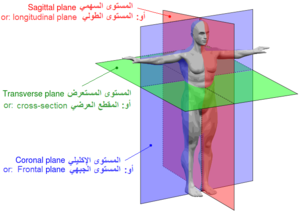 Sagittal plane المستوى السهمي
or: longitudinal plane أو: المستوى الطولي
Transverse plane المستوى المستعرض
or: cross-section أو: المقطع العرضي
Coronal plane المستوى الإكليلي
or: Frontal plane أو: المستوى الجبهي